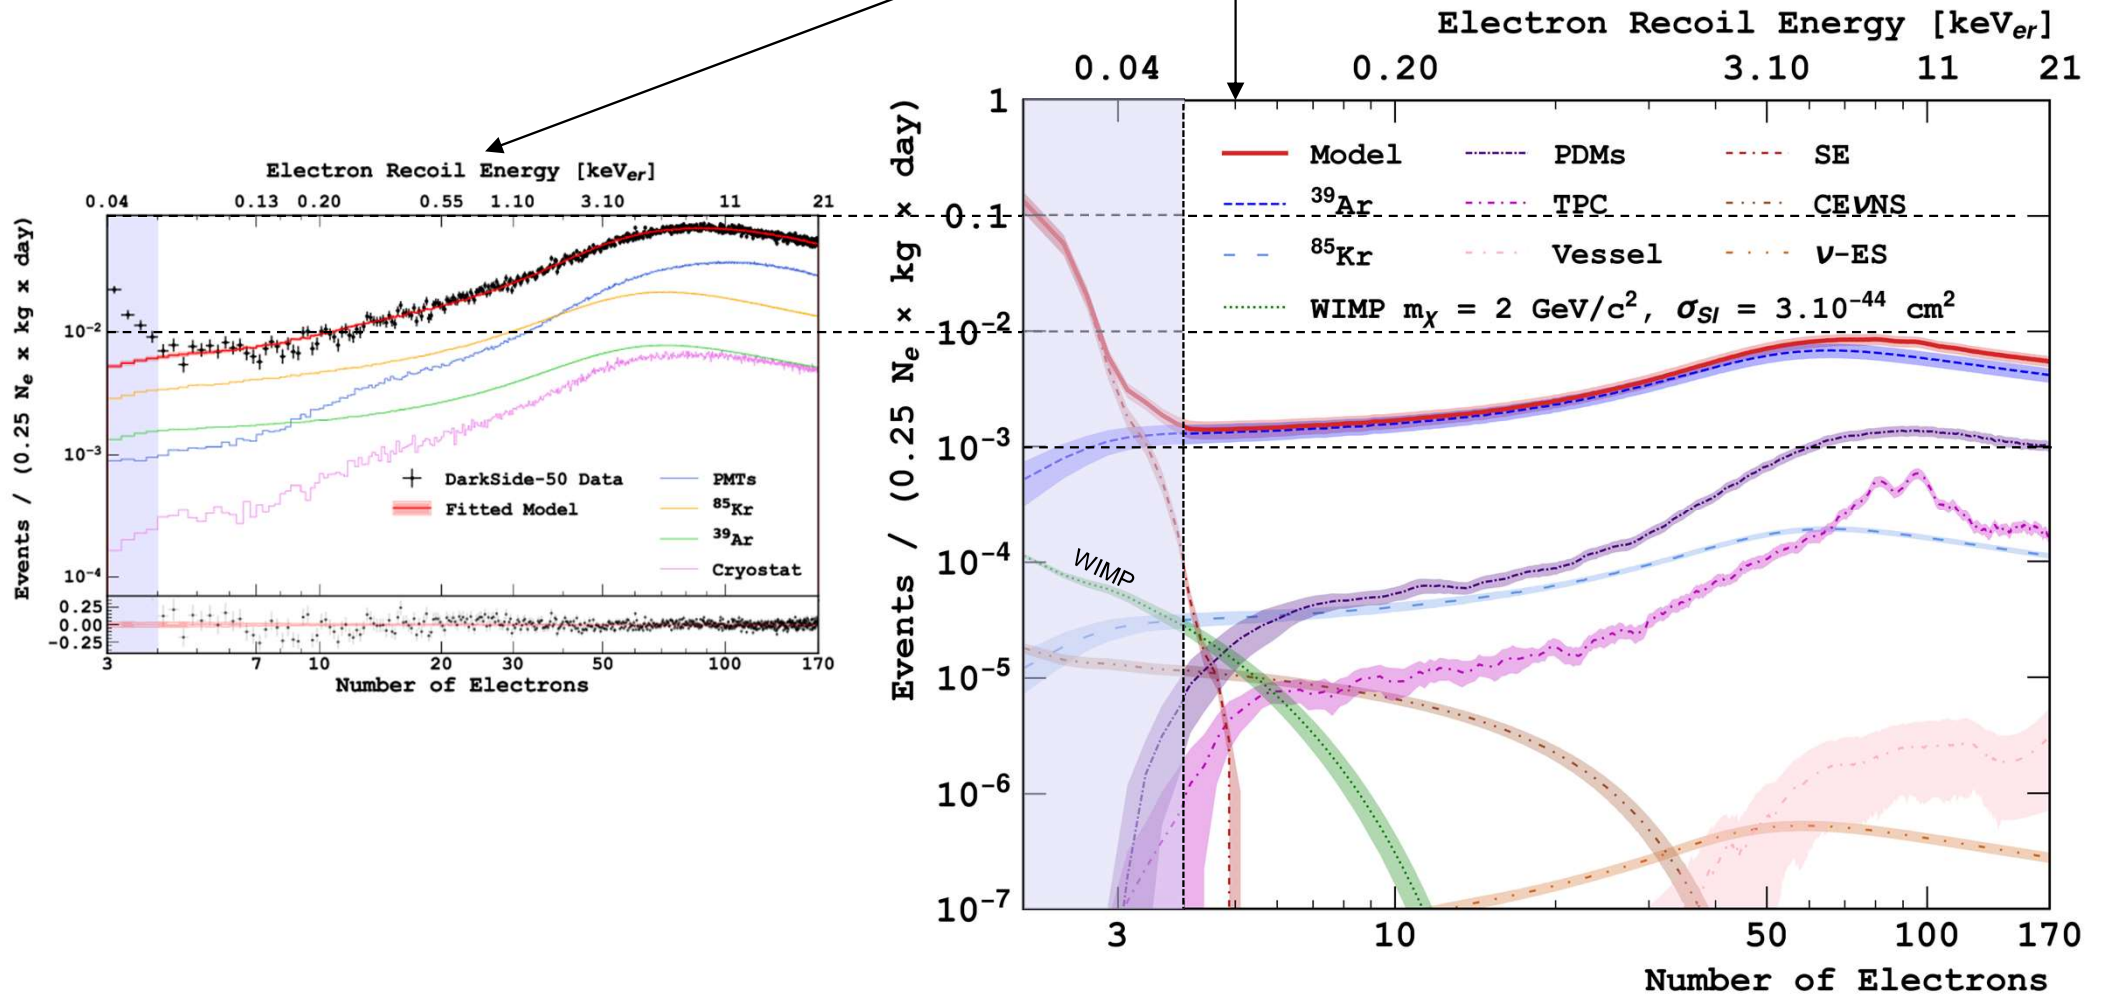 Electron Recoil Energy [keVer]
0.04 0.13 0.20 0.55 1.10 3.10 11 21
Events / (0.25 Ne x kg x day)
10⁻²
10⁻³
10⁻⁴
DarkSide-50 Data
Fitted Model
PMTs
⁸⁵Kr
³⁹Ar
Cryostat
0.25
0.00
-0.25
3 7 10 20 30 50 100 170
Number of Electrons
Electron Recoil Energy [keVer]
0.04 0.20 3.10 11 21
Events / (0.25 Ne × kg × day)
1
0.1
10⁻²
10⁻³
10⁻⁴
10⁻⁵
10⁻⁶
10⁻⁷
Model PDMs SE
³⁹Ar TPC CEνNS
⁸⁵Kr Vessel ν-ES
WIMP mχ = 2 GeV/c², σSI = 3.10⁻⁴⁴ cm²
WIMP
3 10 50 100 170
Number of Electrons